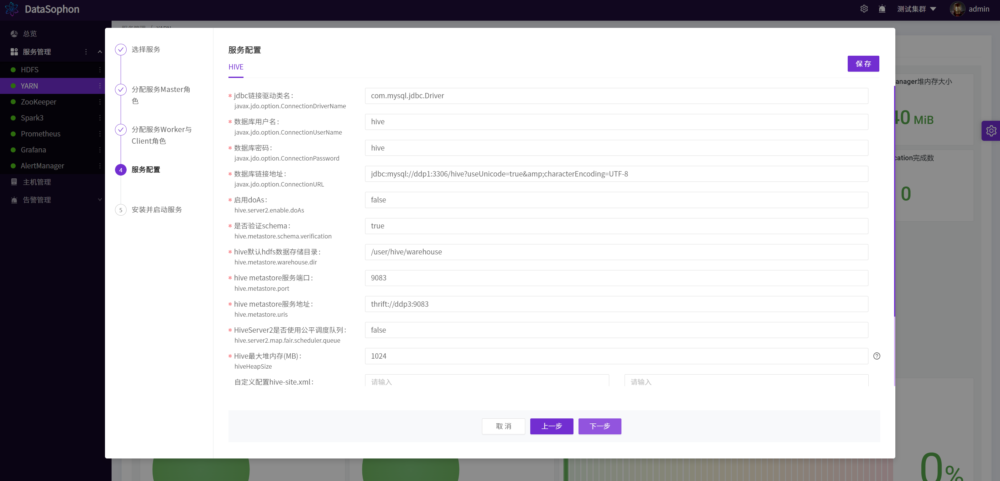 DataSophon
测试集群
admin
总览
服务管理
HDFS
YARN
ZooKeeper
Spark3
Prometheus
Grafana
AlertManager
主机管理
告警管理
服务管理 / YARN
选择服务
分配服务Master角
色
分配服务Worker与
Client角色
4
服务配置
5
安装并启动服务
服务配置
HIVE
保 存
* jdbc链接驱动类名:
com.mysql.jdbc.Driver
javax.jdo.option.ConnectionDriverName
* 数据库用户名:
hive
javax.jdo.option.ConnectionUserName
* 数据库密码:
hive
javax.jdo.option.ConnectionPassword
* 数据库链接地址:
jdbc:mysql://ddp1:3306/hive?useUnicode=true&amp;characterEncoding=UTF-8
javax.jdo.option.ConnectionURL
* 启用doAs:
false
hive.server2.enable.doAs
* 是否验证schema:
true
hive.metastore.schema.verification
* hive默认hdfs数据存储目录:
/user/hive/warehouse
hive.metastore.warehouse.dir
* hive metastore服务端口:
9083
hive.metastore.port
* hive metastore服务地址:
thrift://ddp3:9083
hive.metastore.uris
* HiveServer2是否使用公平调度队列:
false
hive.server2.map.fair.scheduler.queue
* Hive最大堆内存(MB):
1024
hiveHeapSize
自定义配置hive-site.xml:
请输入
请输入
取 消
上一步
下一步
anager堆内存大小
40 MiB
cation完成数
0
0%